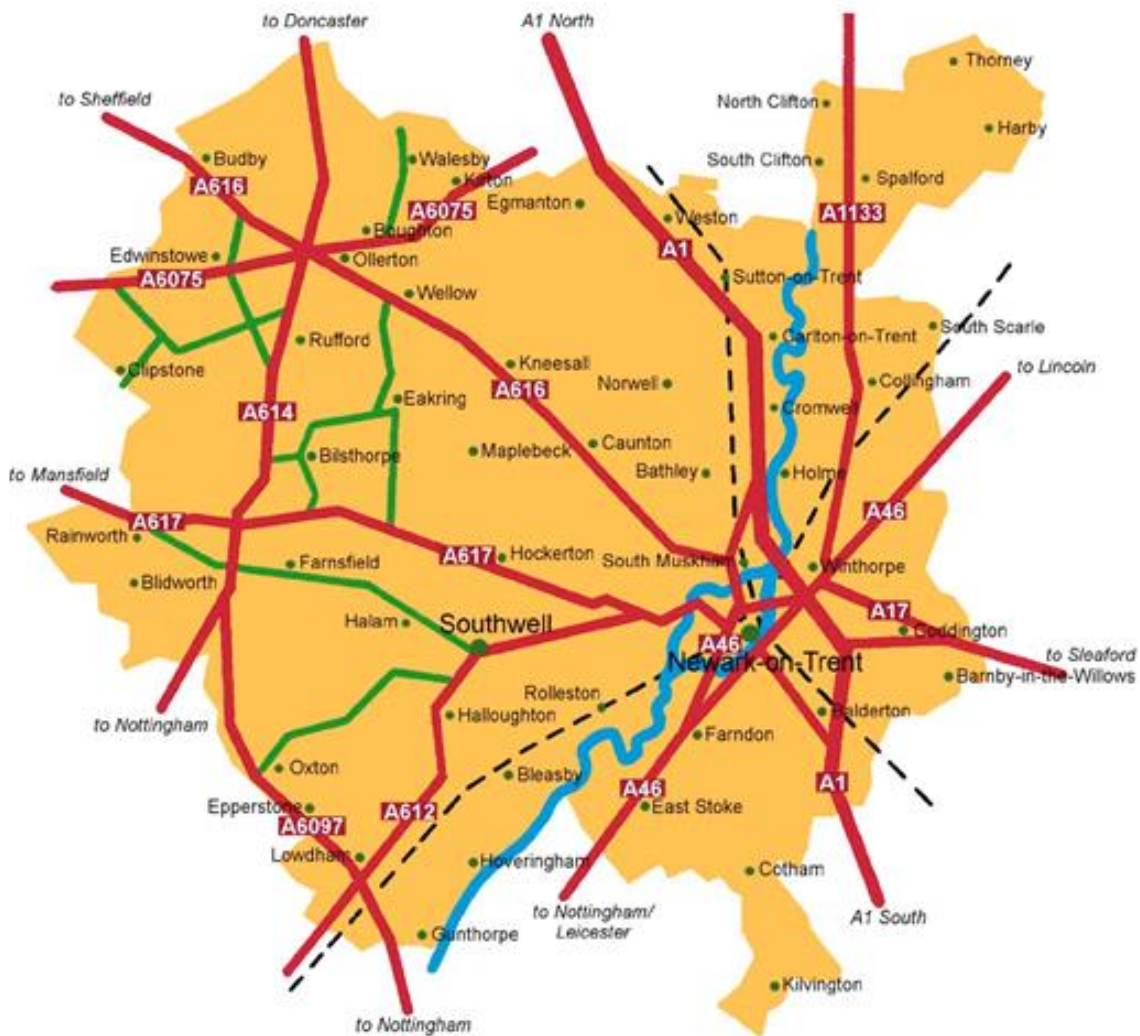 to Doncaster
A1 North
Thorney
to Sheffield
North Clifton
Harby
Budby
Walesby
South Clifton
A616
Kirton
Spalford
Egmanton
A6075
Weston
A1133
Boughton
A1
Edwinstowe
Ollerton
A6075
Sutton-on-Trent
Wellow
Rufford
Carlton-on-Trent
South Scarle
Clipstone
Kneesall
to Lincoln
A616
Norwell
Collingham
Eakring
A614
Cromwell
Bilsthorpe
Maplebeck
Caunton
to Mansfield
Bathley
Holme
A46
A617
Rainworth
A617
Hockerton
Farnsfield
South Muskham
Winthorpe
Blidworth
A17
Halam
Southwell
Coddington
A46
to Sleaford
Newark-on-Trent
Barnby-in-the-Willows
Rolleston
to Nottingham
Halloughton
Balderton
Farndon
Oxton
Bleasby
A46
A1
Epperstone
A612
East Stoke
A6097
Lowdham
Hoveringham
Cotham
to Nottingham/
Leicester
A1 South
Gunthorpe
Kilvington
to Nottingham